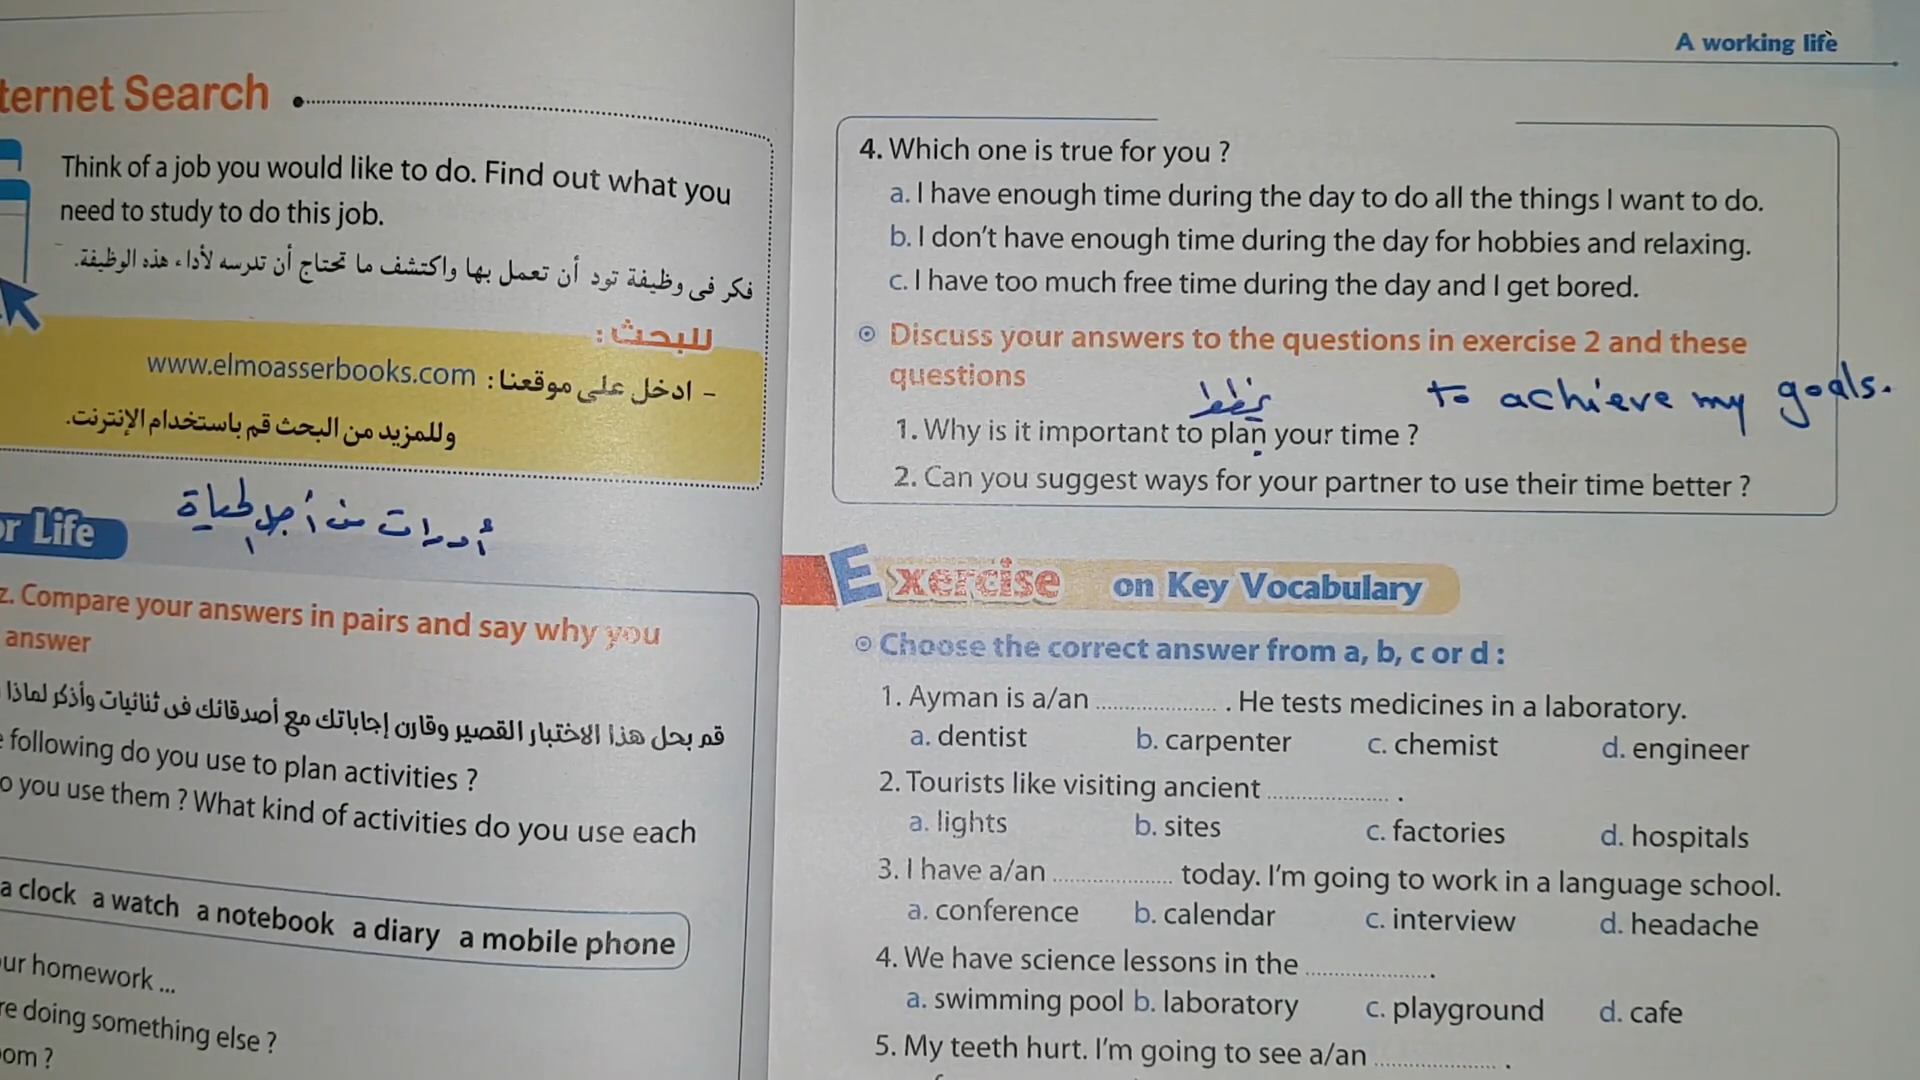 ternet Search
Think of a job you would like to do. Find out what you
need to study to do this job.
فكر فى وظيفة تود أن تعمل بها واكتشف ما تحتاج أن تدرسه لأداء هذه الوظيفة.
للبحث :
- ادخل على موقعنا : www.elmoasserbooks.com
وللمزيد من البحث قم باستخدام الإنترنت.
أدوات من أجل الحياة
or Life
z. Compare your answers in pairs and say why you
answer
قم بحل هذا الاختبار القصير وقارن إجاباتك مع أصدقائك فى ثنائيات وأذكر لماذا
following do you use to plan activities ?
o you use them ? What kind of activities do you use each
a clock a watch a notebook a diary a mobile phone
ur homework ...
re doing something else ?
om ?
A working life
4. Which one is true for you ?
a. I have enough time during the day to do all the things I want to do.
b. I don't have enough time during the day for hobbies and relaxing.
c. I have too much free time during the day and I get bored.
Discuss your answers to the questions in exercise 2 and these
questions
يخطط
to achieve my goals.
1. Why is it important to plan your time ?
2. Can you suggest ways for your partner to use their time better ?
Exercise on Key Vocabulary
Choose the correct answer from a, b, c or d :
1. Ayman is a/an .................... . He tests medicines in a laboratory.
a. dentist b. carpenter c. chemist d. engineer
2. Tourists like visiting ancient .................... .
a. lights b. sites c. factories d. hospitals
3. I have a/an .................... today. I'm going to work in a language school.
a. conference b. calendar c. interview d. headache
4. We have science lessons in the .....................
a. swimming pool b. laboratory c. playground d. cafe
5. My teeth hurt. I'm going to see a/an .................... .